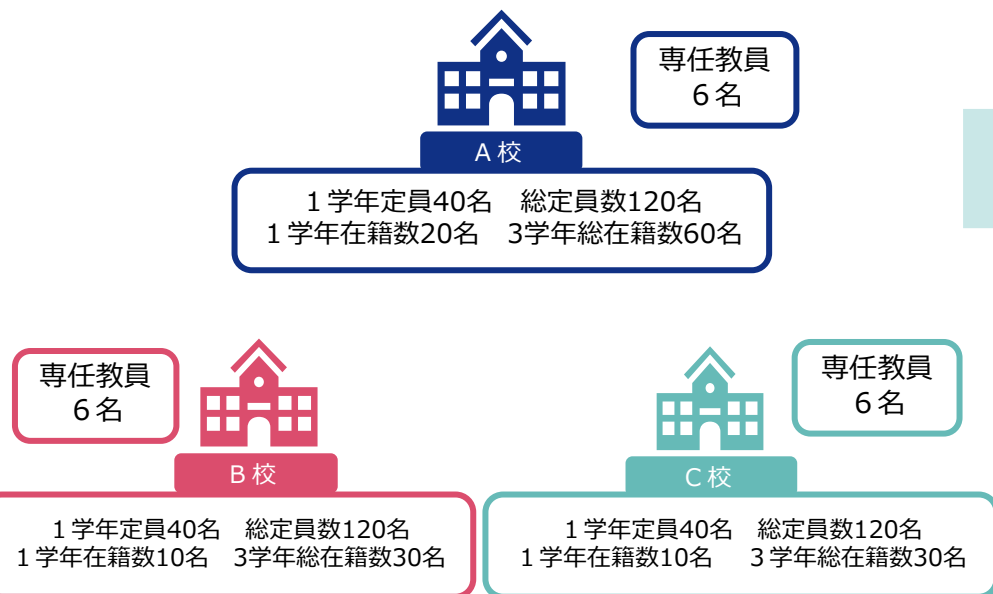 専任教員
６名
A校
１学年定員40名　総定員数120名
１学年在籍数20名　3学年総在籍数60名
専任教員
６名
B校
１学年定員40名　総定員数120名
１学年在籍数10名　3学年総在籍数30名
専任教員
６名
C校
１学年定員40名　総定員数120名
１学年在籍数10名　３学年総在籍数30名